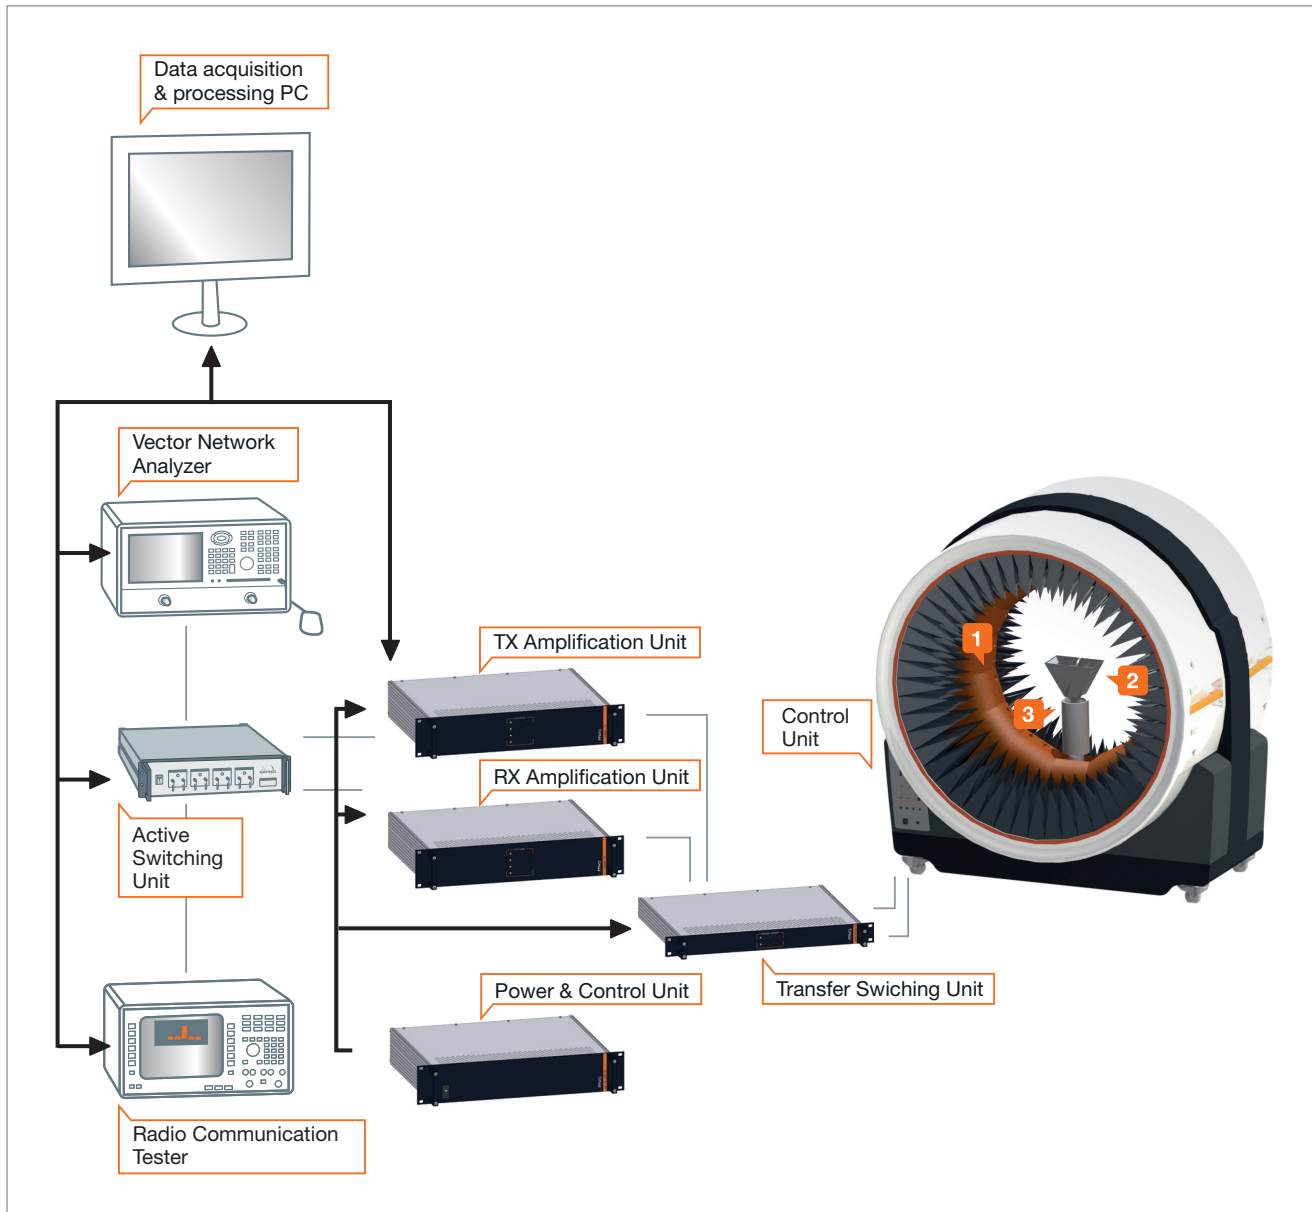 Data acquisition
& processing PC
Vector Network
Analyzer
TX Amplification Unit
1
2
3
Control
Unit
RX Amplification Unit
Active
Switching
Unit
Power & Control Unit
Transfer Swiching Unit
Radio Communication
Tester